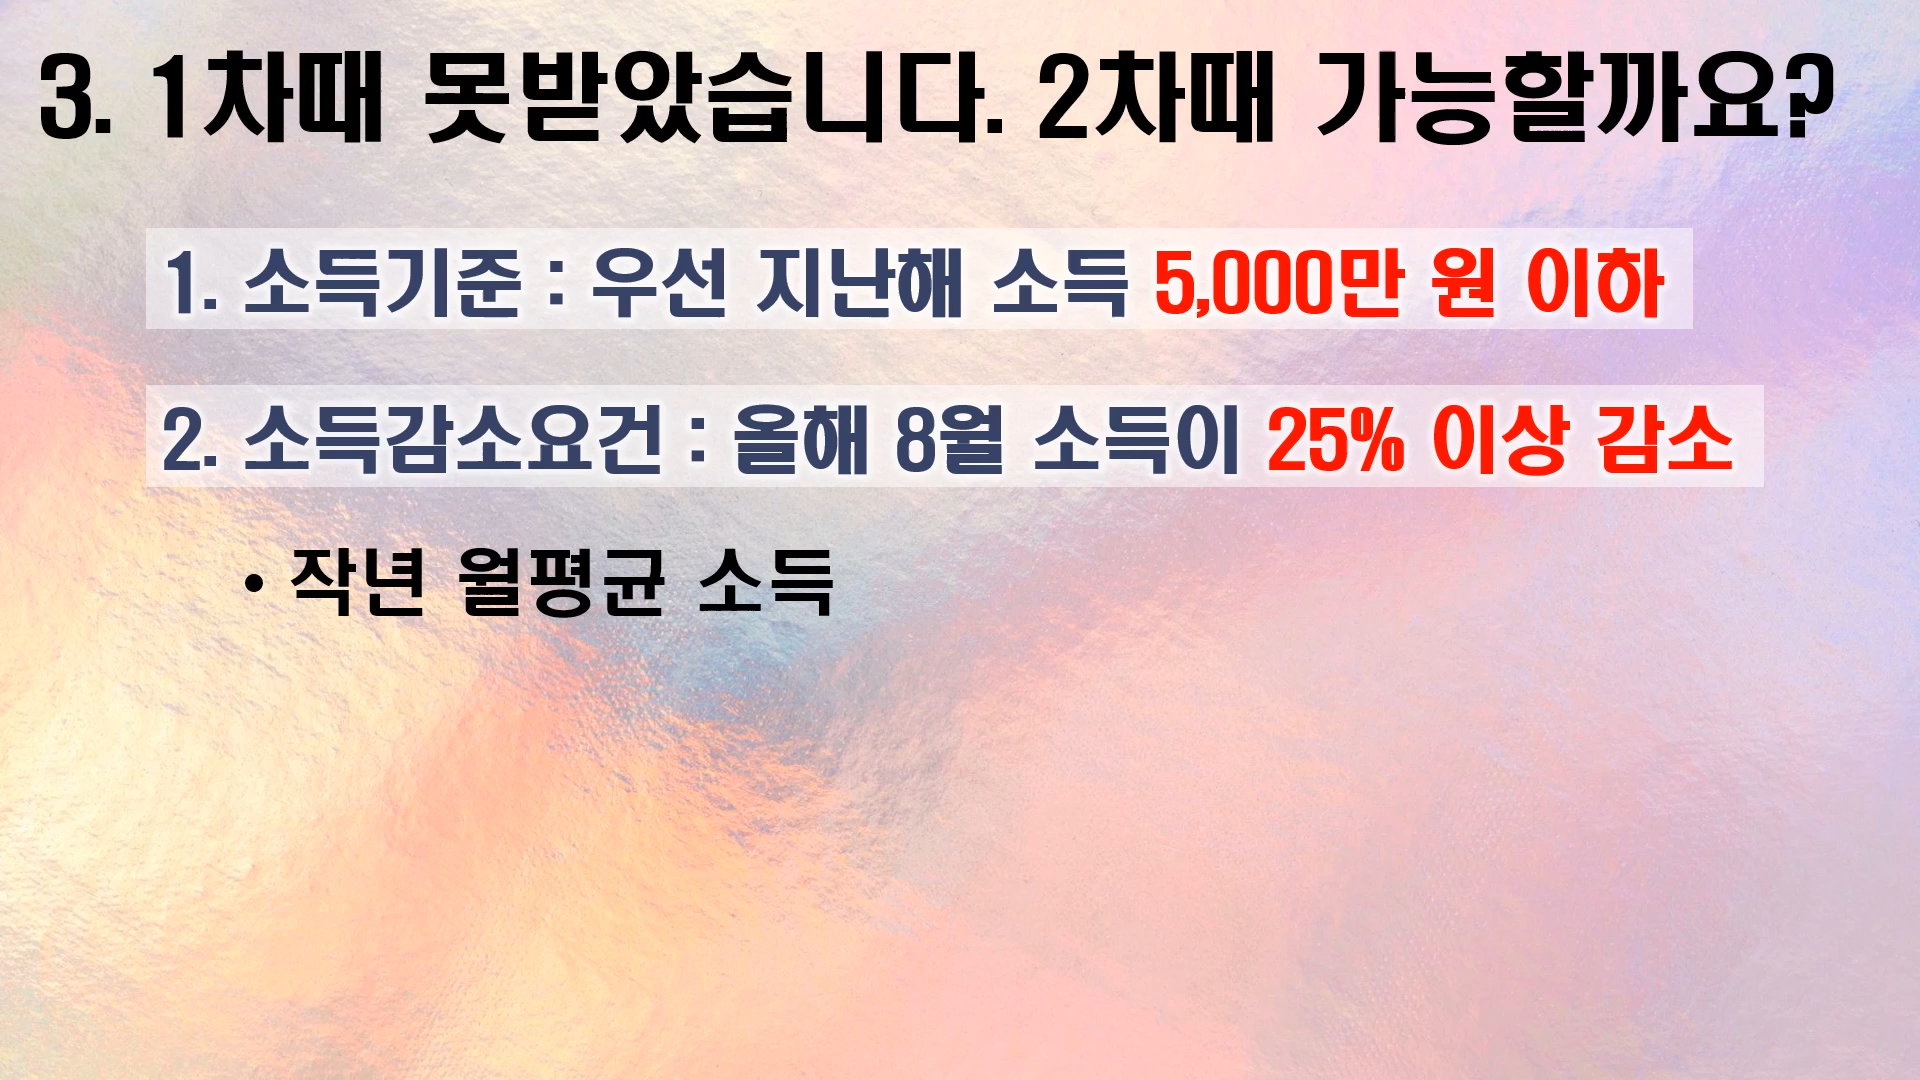 3. 1차때 못받았습니다. 2차때 가능할까요?
1. 소득기준 : 우선 지난해 소득 5,000만 원 이하
2. 소득감소요건 : 올해 8월 소득이 25% 이상 감소
• 작년 월평균 소득